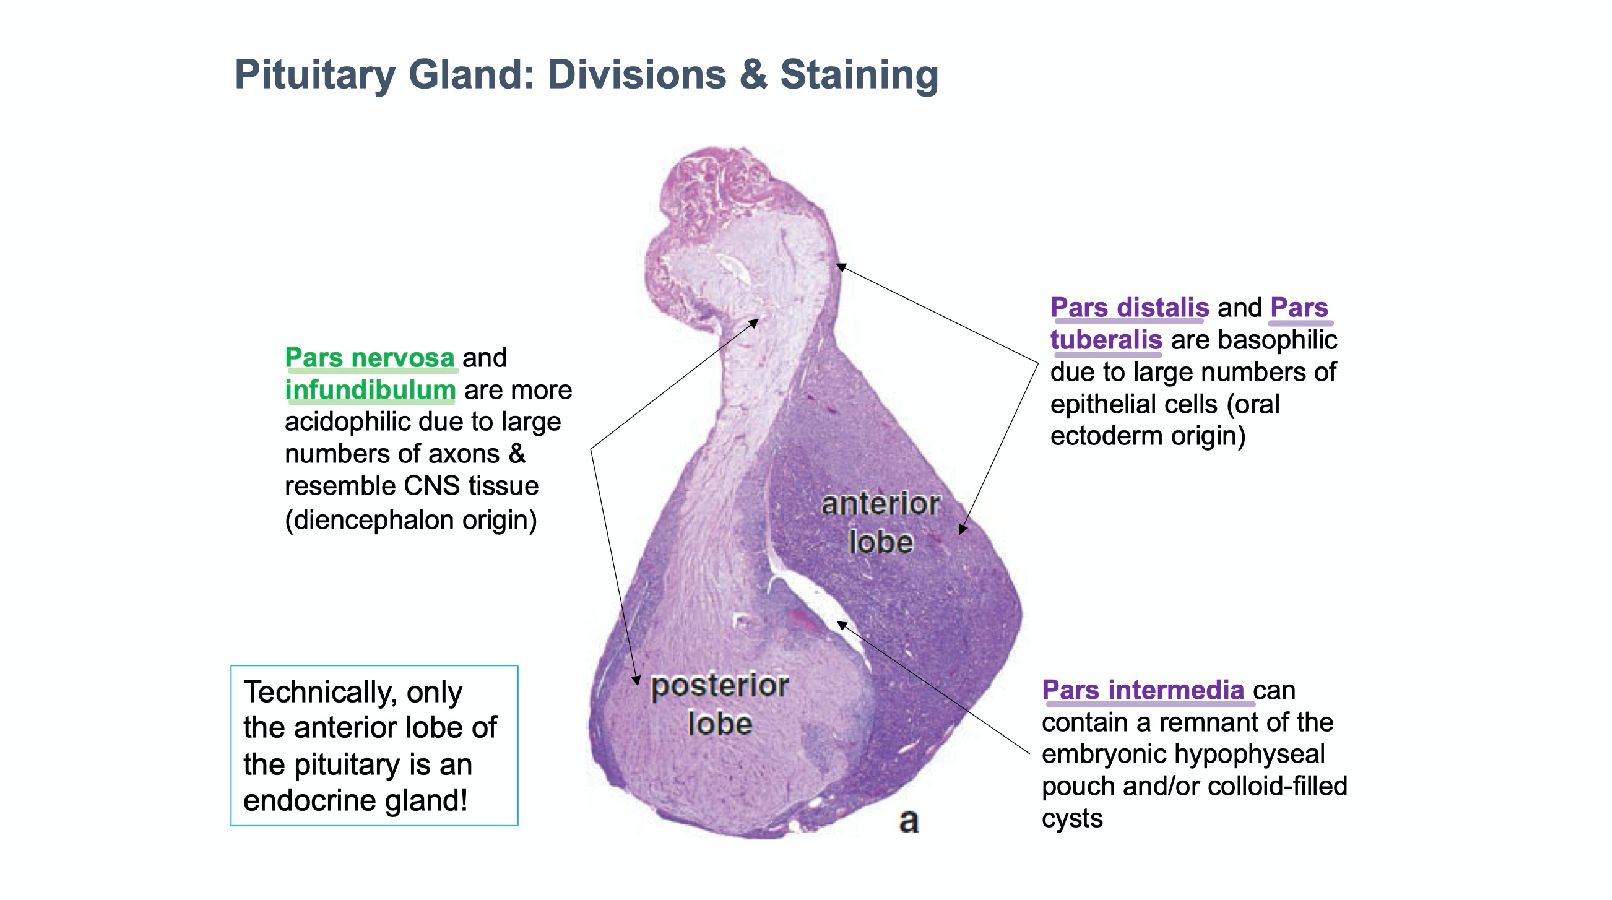 Pituitary Gland: Divisions & Staining
Pars nervosa and
infundibulum are more
acidophilic due to large
numbers of axons &
resemble CNS tissue
(diencephalon origin)
Pars distalis and Pars
tuberalis are basophilic
due to large numbers of
epithelial cells (oral
ectoderm origin)
anterior
lobe
posterior
lobe
Technically, only
the anterior lobe of
the pituitary is an
endocrine gland!
Pars intermedia can
contain a remnant of the
embryonic hypophyseal
pouch and/or colloid-filled
cysts
a